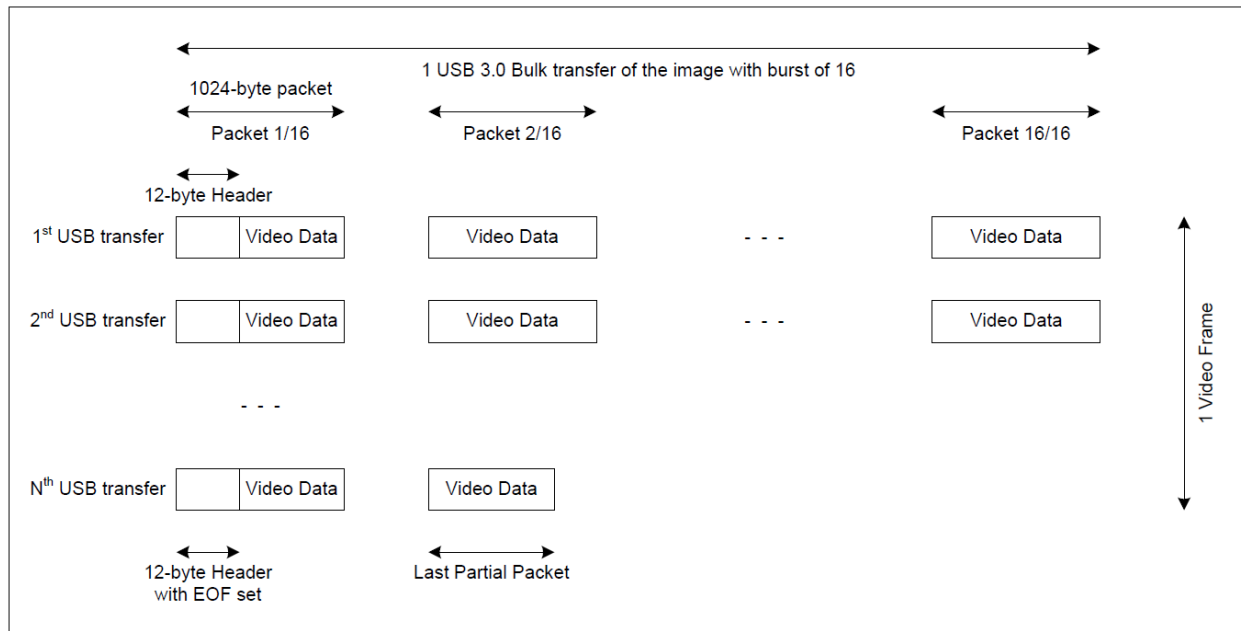 1 USB 3.0 Bulk transfer of the image with burst of 16
1024-byte packet
Packet 1/16
Packet 2/16
Packet 16/16
12-byte Header
1st USB transfer
Video Data
Video Data
- - -
Video Data
2nd USB transfer
Video Data
Video Data
- - -
Video Data
- - -
1 Video Frame
Nth USB transfer
Video Data
Video Data
12-byte Header
with EOF set
Last Partial Packet